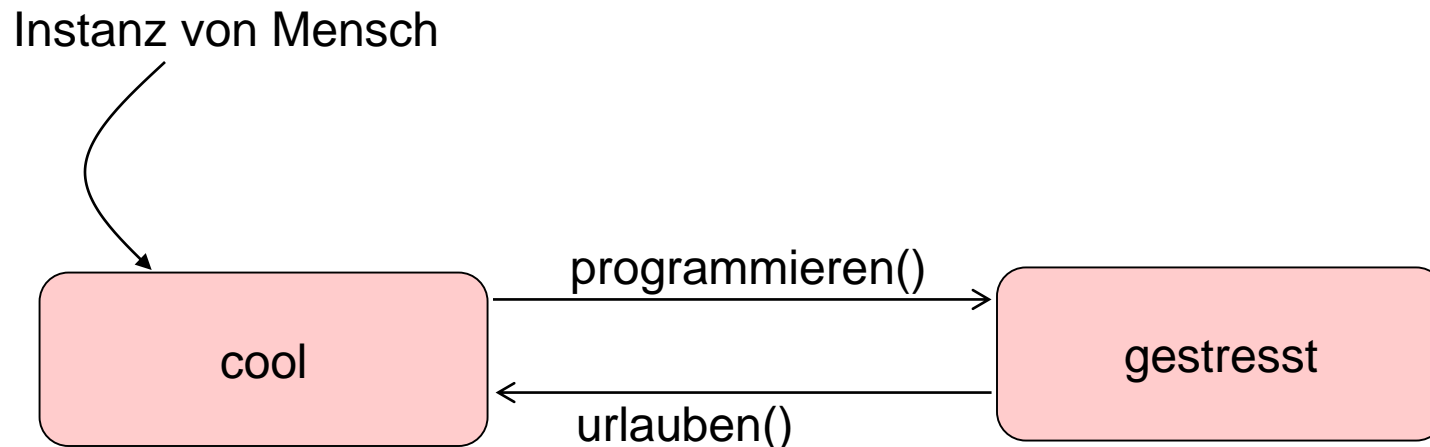 Instanz von Mensch
programmieren()
cool
gestresst
urlauben()